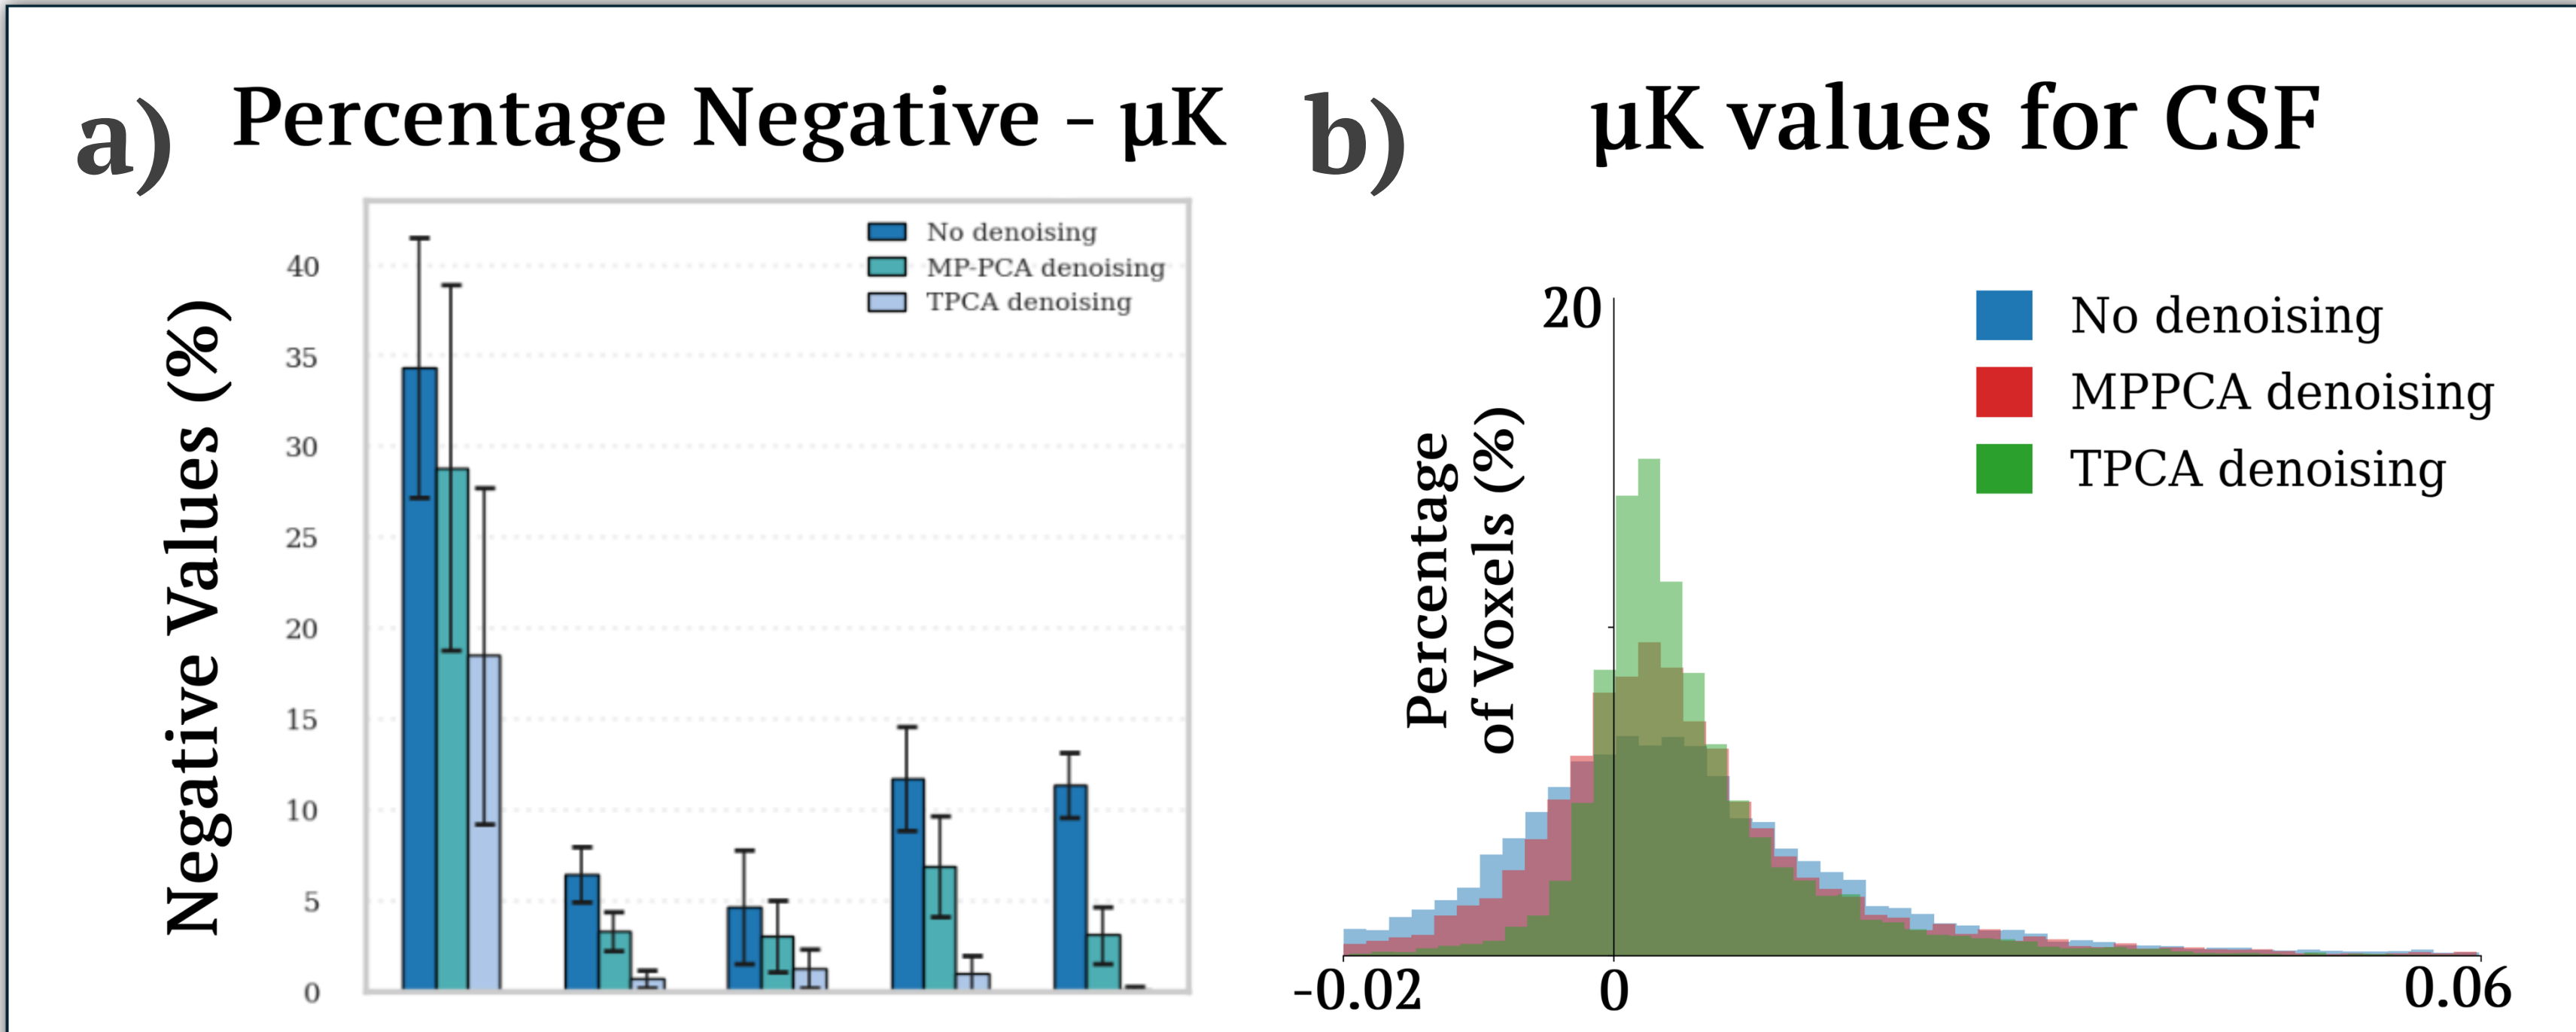 a)
Percentage Negative - µK
No denoising
MP-PCA denoising
TPCA denoising
Negative Values (%)
40
35
30
25
20
15
10
5
0
b)
µK values for CSF
20
Percentage
of Voxels (%)
No denoising
MPPCA denoising
TPCA denoising
-0.02
0
0.06